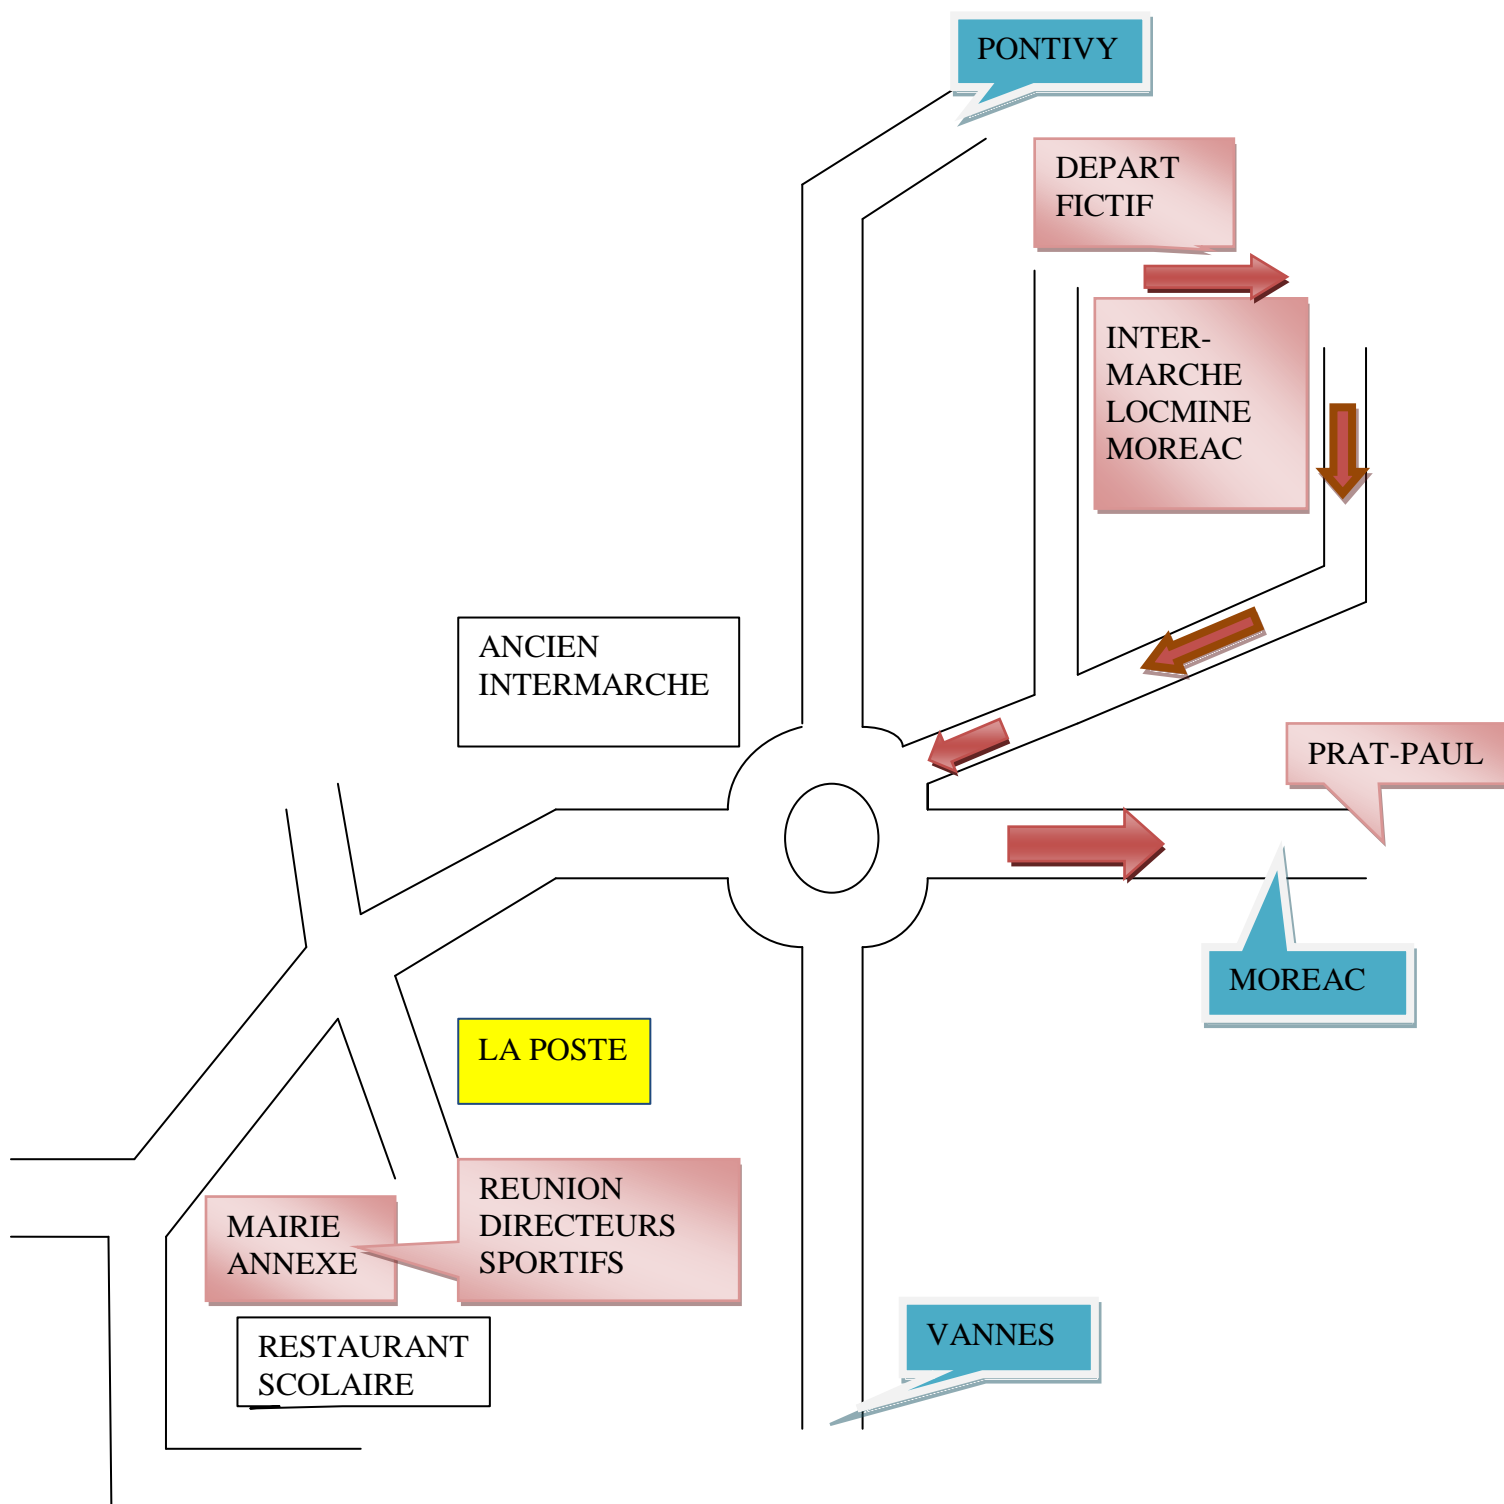 PONTIVY
DEPART
FICTIF
INTER-
MARCHE
LOCMINE
MOREAC
ANCIEN
INTERMARCHE
PRAT-PAUL
MOREAC
LA POSTE
REUNION
DIRECTEURS
SPORTIFS
MAIRIE
ANNEXE
RESTAURANT
SCOLAIRE
VANNES